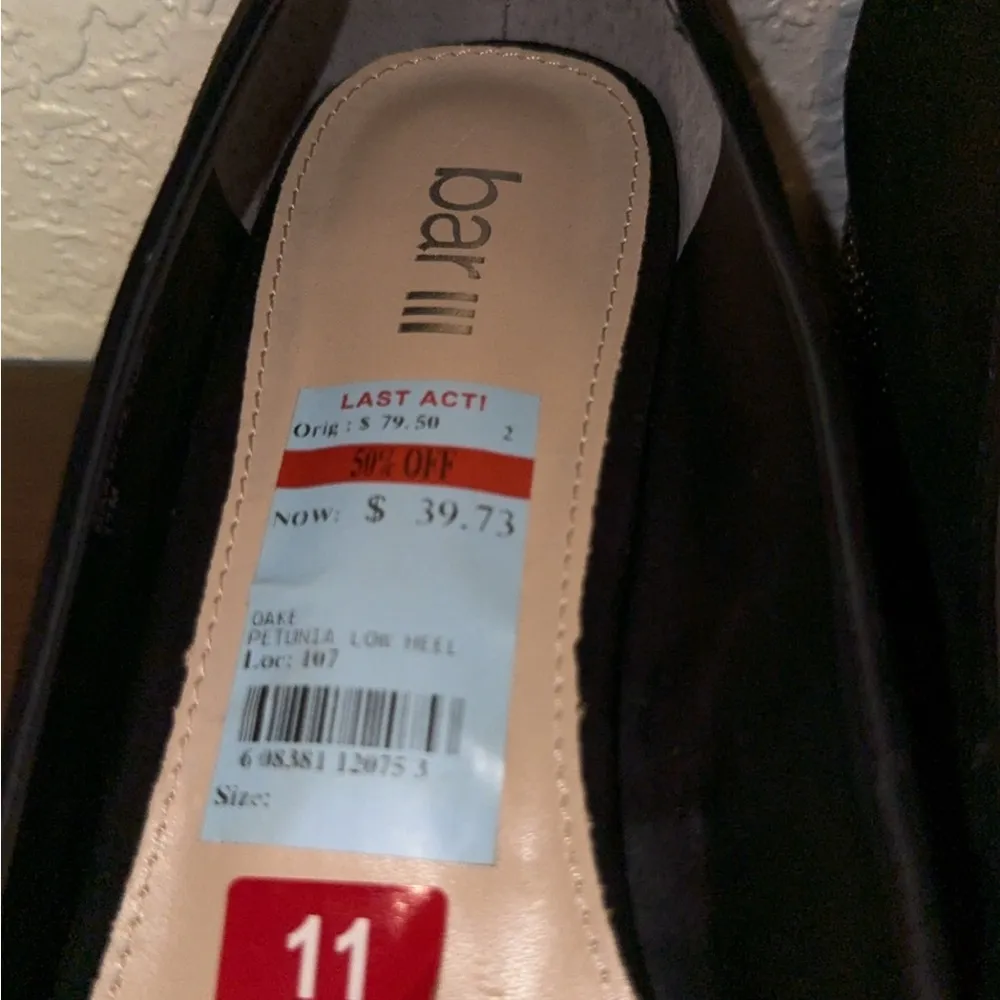 bar III
LAST ACT!
Orig: $ 79.50 2
50% OFF
NOW: $ 39.73
OAKE
PETUNIA LOW HEEL
Loc: 107
6 08381 12075 3
Size:
11